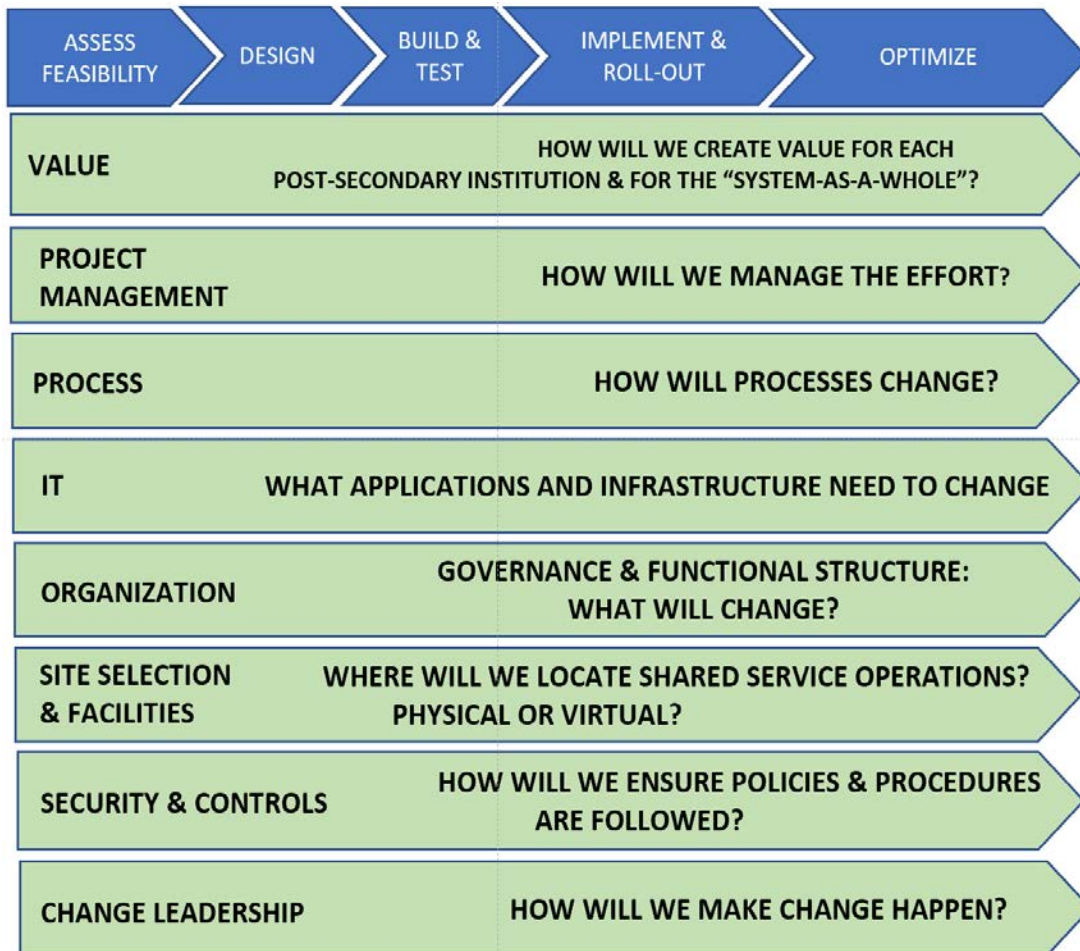 ASSESS
FEASIBILITY
DESIGN
BUILD &
TEST
IMPLEMENT &
ROLL-OUT
OPTIMIZE
VALUE
HOW WILL WE CREATE VALUE FOR EACH
POST-SECONDARY INSTITUTION & FOR THE “SYSTEM-AS-A-WHOLE”?
PROJECT
MANAGEMENT
HOW WILL WE MANAGE THE EFFORT?
PROCESS
HOW WILL PROCESSES CHANGE?
IT
WHAT APPLICATIONS AND INFRASTRUCTURE NEED TO CHANGE
ORGANIZATION
GOVERNANCE & FUNCTIONAL STRUCTURE:
WHAT WILL CHANGE?
SITE SELECTION
& FACILITIES
WHERE WILL WE LOCATE SHARED SERVICE OPERATIONS?
PHYSICAL OR VIRTUAL?
SECURITY & CONTROLS
HOW WILL WE ENSURE POLICIES & PROCEDURES
ARE FOLLOWED?
CHANGE LEADERSHIP
HOW WILL WE MAKE CHANGE HAPPEN?